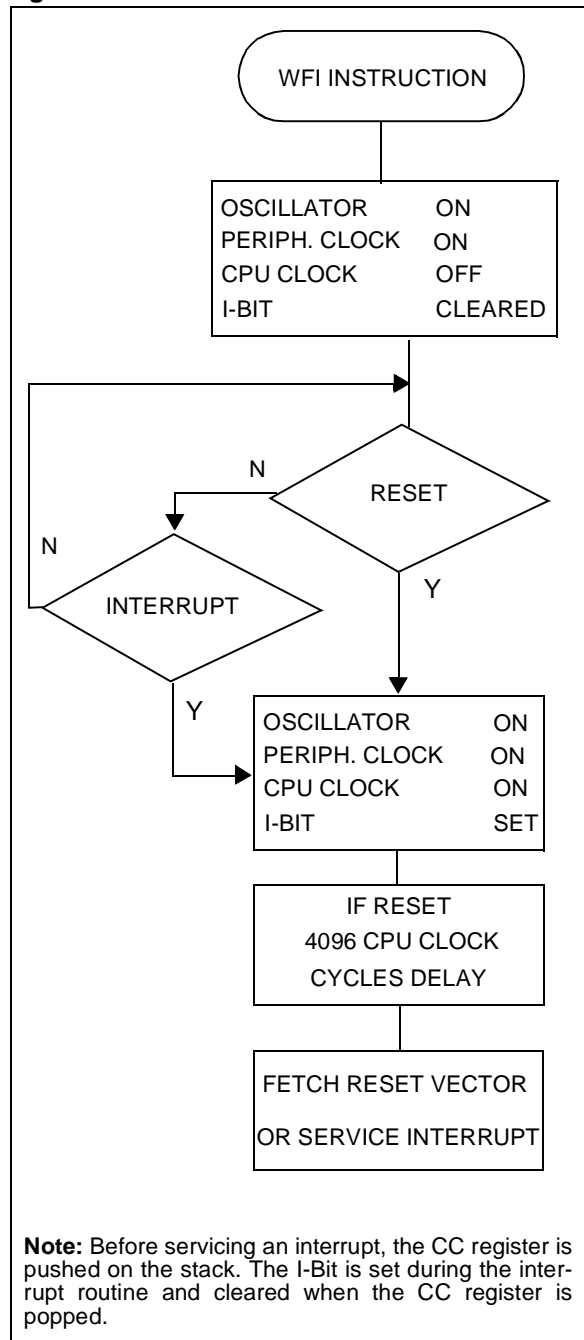 g
WFI INSTRUCTION
OSCILLATOR ON
PERIPH. CLOCK ON
CPU CLOCK OFF
I-BIT CLEARED
N
RESET
N
INTERRUPT
Y
Y
OSCILLATOR ON
PERIPH. CLOCK ON
CPU CLOCK ON
I-BIT SET
IF RESET
4096 CPU CLOCK
CYCLES DELAY
FETCH RESET VECTOR
OR SERVICE INTERRUPT
Note: Before servicing an interrupt, the CC register is
pushed on the stack. The I-Bit is set during the inter-
rupt routine and cleared when the CC register is
popped.